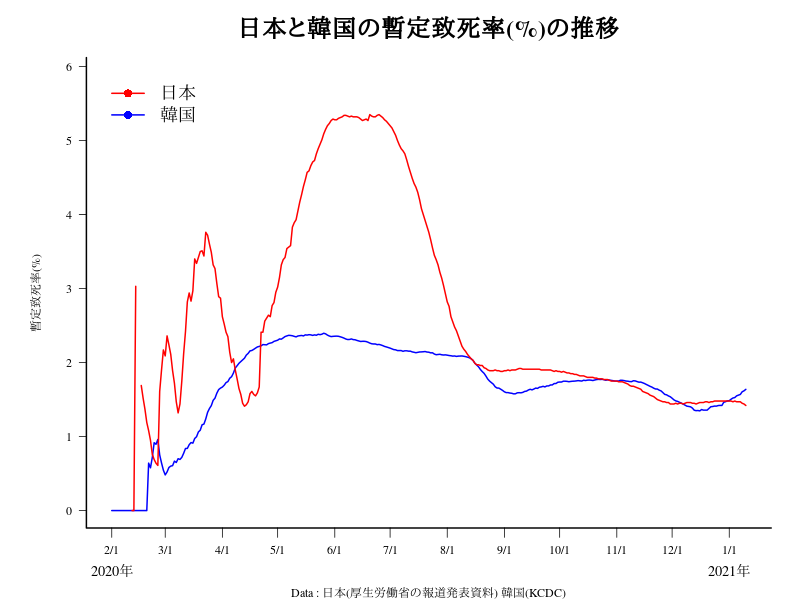 日本と韓国の暫定致死率(%)の推移
日本
韓国
暫定致死率(%)
6
5
4
3
2
1
0
2/1 3/1 4/1 5/1 6/1 7/1 8/1 9/1 10/1 11/1 12/1 1/1
2020年 2021年
Data : 日本(厚生労働省の報道発表資料) 韓国(KCDC)